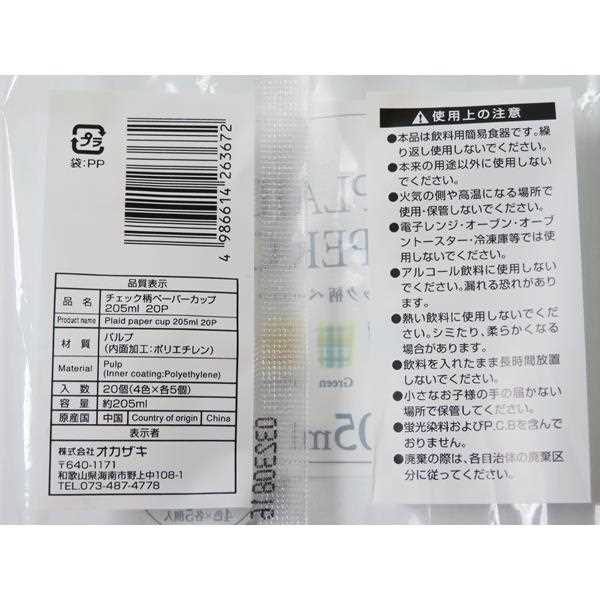 プラ
袋:PP
4 986614 263672
品質表示
品名 チェック柄ペーパーカップ
205ml 20P
Product name Plaid paper cup 205ml 20P
材質 パルプ
(内面加工:ポリエチレン)
Material Pulp
(Inner coating:Polyethylene)
入数 20個(4色×各5個)
容量 約205ml
原産国 中国 Country of origin China
表示者
株式会社オカザキ
〒640-1171
和歌山県海南市野上中108-1
TEL.073-487-4778
Green
05ml
4色×各5個入
使用上の注意
●本品は飲料用簡易食器です。繰
り返し使用しないでください。
●本来の用途以外に使用しない
でください。
●火気の側や高温になる場所で
使用・保管しないでください。
●電子レンジ・オーブン・オーブ
ントースター・冷凍庫等では使
用しないでください。
●アルコール飲料に使用しない
でください。漏れる恐れがあり
ます。
●熱い飲料に使用しないでくだ
さい。シミたり、柔らかくなる
場合があります。
●飲料を入れたまま長時間放置
しないでください。
●小さなお子様の手の届かない
場所で保管してください。
●蛍光染料およびP.C.Bを含んで
おりません。
●廃棄の際は、各自治体の廃棄区
分に従ってください。